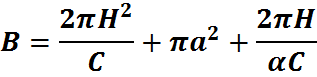 B = 2πH²/C + πa² + 2πH/αC